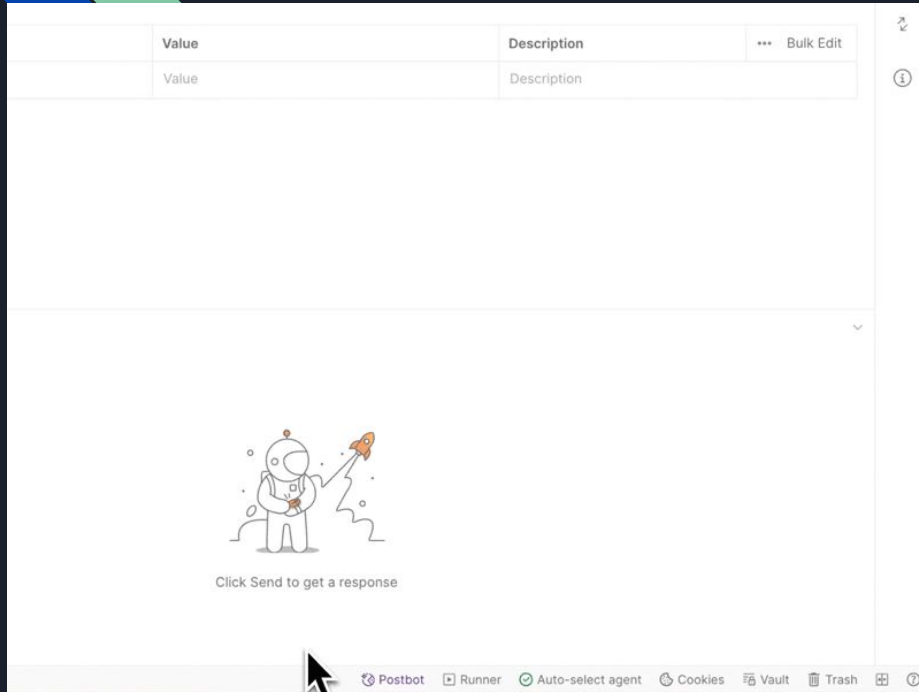 Value Description ••• Bulk Edit
Value Description
Click Send to get a response
Postbot Runner Auto-select agent Cookies Vault Trash